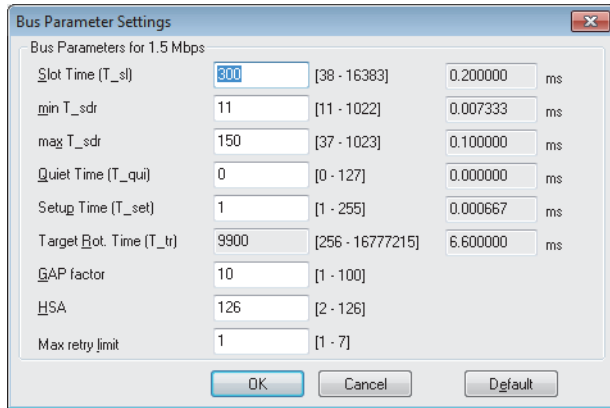 Bus Parameter Settings
Bus Parameters for 1.5 Mbps
Slot Time (T_sl) 300 [38 - 16383] 0.200000 ms
min T_sdr 11 [11 - 1022] 0.007333 ms
max T_sdr 150 [37 - 1023] 0.100000 ms
Quiet Time (T_qui) 0 [0 - 127] 0.000000 ms
Setup Time (T_set) 1 [1 - 255] 0.000667 ms
Target Rot. Time (T_tr) 9900 [256 - 16777215] 6.600000 ms
GAP factor 10 [1 - 100]
HSA 126 [2 - 126]
Max retry limit 1 [1 - 7]
OK Cancel Default